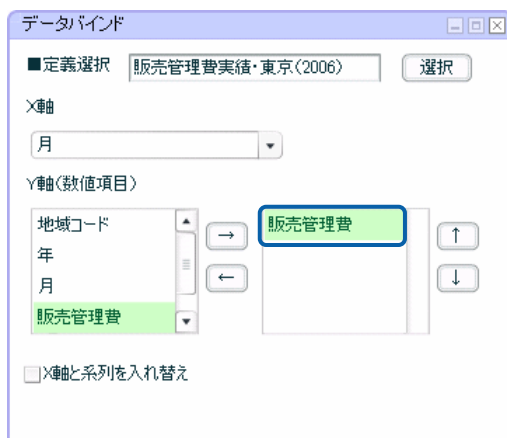 データバインド
■定義選択 販売管理費実績・東京(2006) 選択
X軸
月
Y軸(数値項目)
地域コード
年
月
販売管理費
→
←
販売管理費
↑
↓
X軸と系列を入れ替え